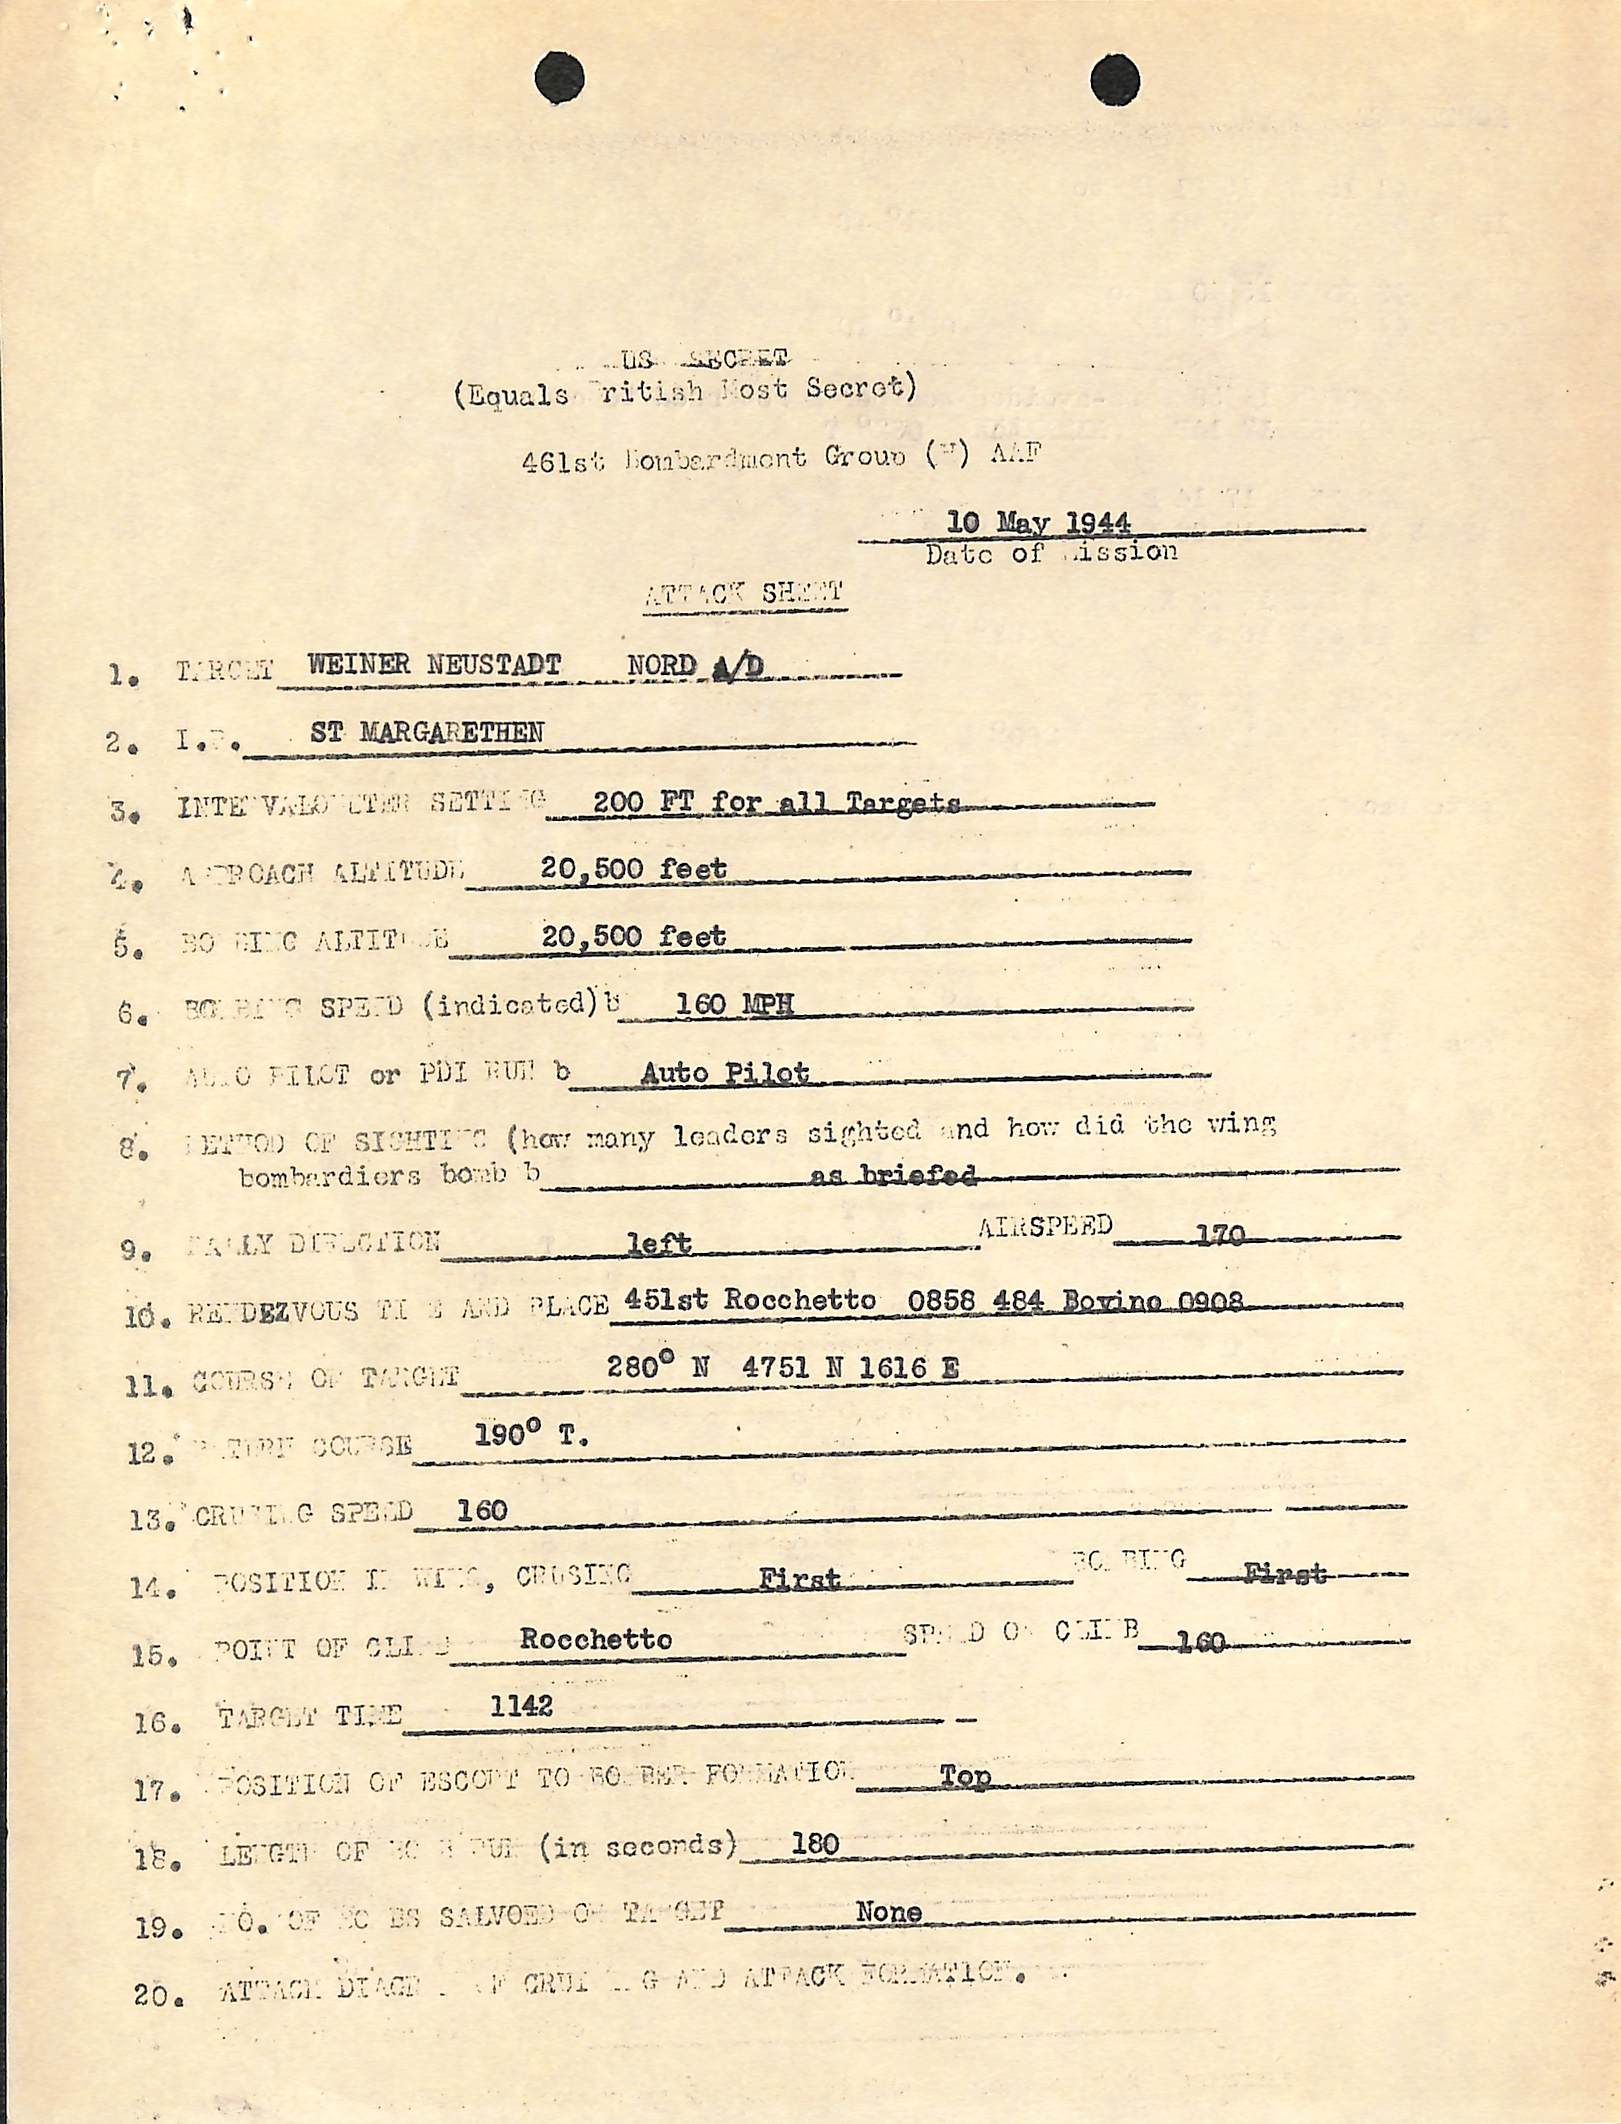 US SECRET
(Equals British Most Secret)
461st Bombardment Group (H) AAF
10 May 1944
Date of Mission
ATTACK SHEET
1. TARGET WEINER NEUSTADT NORD A/D
2. I.P. ST MARGARETHEN
3. INTERVALOMETER SETTING 200 FT for all Targets
4. APPROACH ALTITUDE 20,500 feet
5. BOMBING ALTITUDE 20,500 feet
6. BOMBING SPEED (indicated) b 160 MPH
7. AUTO PILOT or PDI RUN b Auto Pilot
8. METHOD OF SIGHTING (how many leaders sighted and how did the wing
bombardiers bomb b as briefed
9. RALLY DIRECTION left AIRSPEED 170
10. RENDEZVOUS TIME AND PLACE 451st Rocchetto 0858 484 Bovino 0908
11. COURSE OF TARGET 280° N 4751 N 1616 E
12. RETURN COURSE 190° T.
13. CRUSING SPEED 160
14. POSITION IN WING, CRUSING First BOMBING First
15. POINT OF CLIMB Rocchetto SPEED OF CLIMB 160
16. TARGET TIME 1142
17. POSITION OF ESCORT TO BOMBER FORMATION Top
18. LENGTH OF BOMB RUN (in seconds) 180
19. NO. OF BOMBS SALVOED ON TARGET None
20. ATTACH DIAGRAM OF CRUISING AND ATTACK FORMATION.